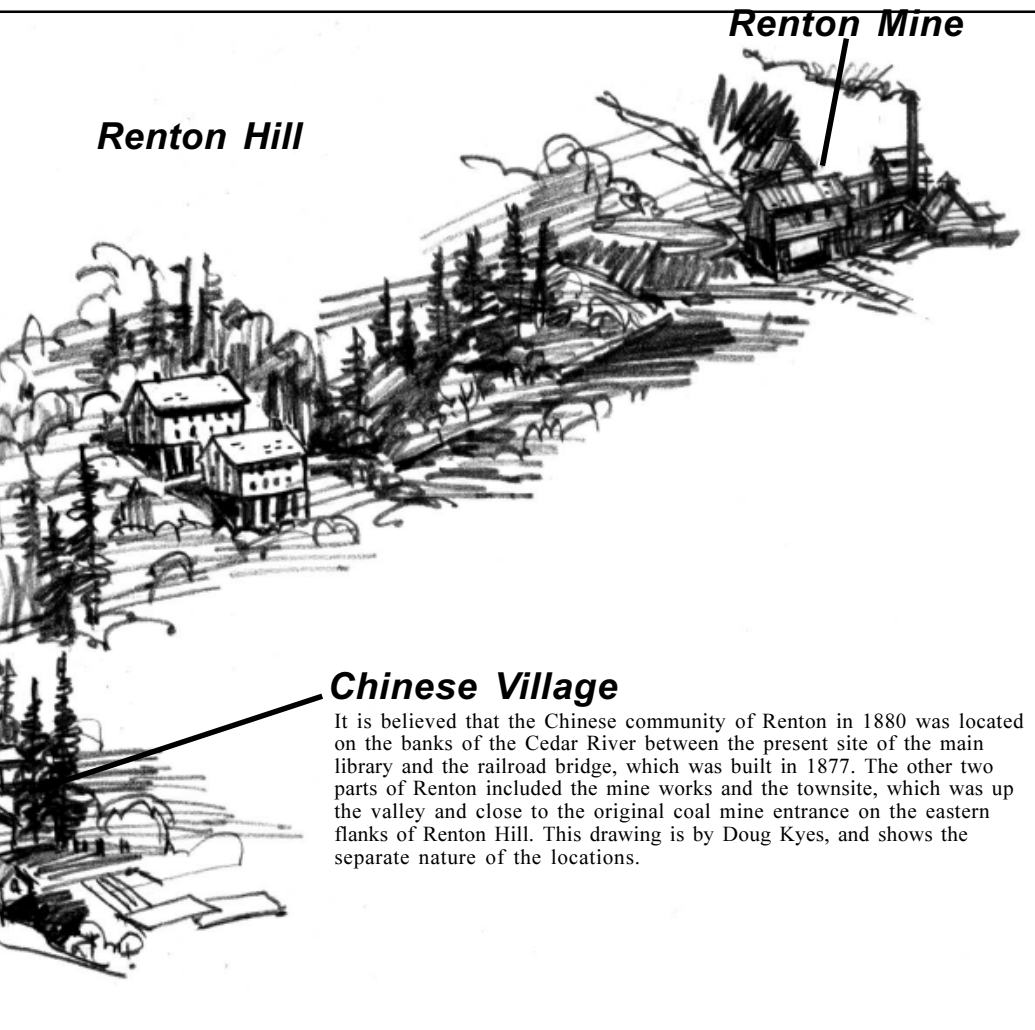 Renton Mine
Renton Hill
Chinese Village
It is believed that the Chinese community of Renton in 1880 was located
on the banks of the Cedar River between the present site of the main
library and the railroad bridge, which was built in 1877. The other two
parts of Renton included the mine works and the townsite, which was up
the valley and close to the original coal mine entrance on the eastern
flanks of Renton Hill. This drawing is by Doug Kyes, and shows the
separate nature of the locations.